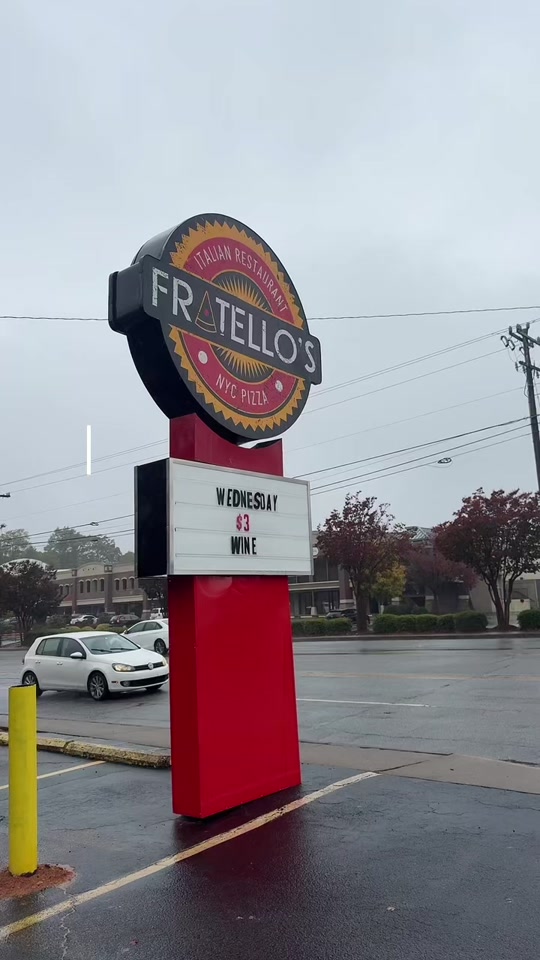 ITALIAN RESTAURANT
FRATELLO'S
NYC PIZZA
WEDNESDAY
$3
WINE